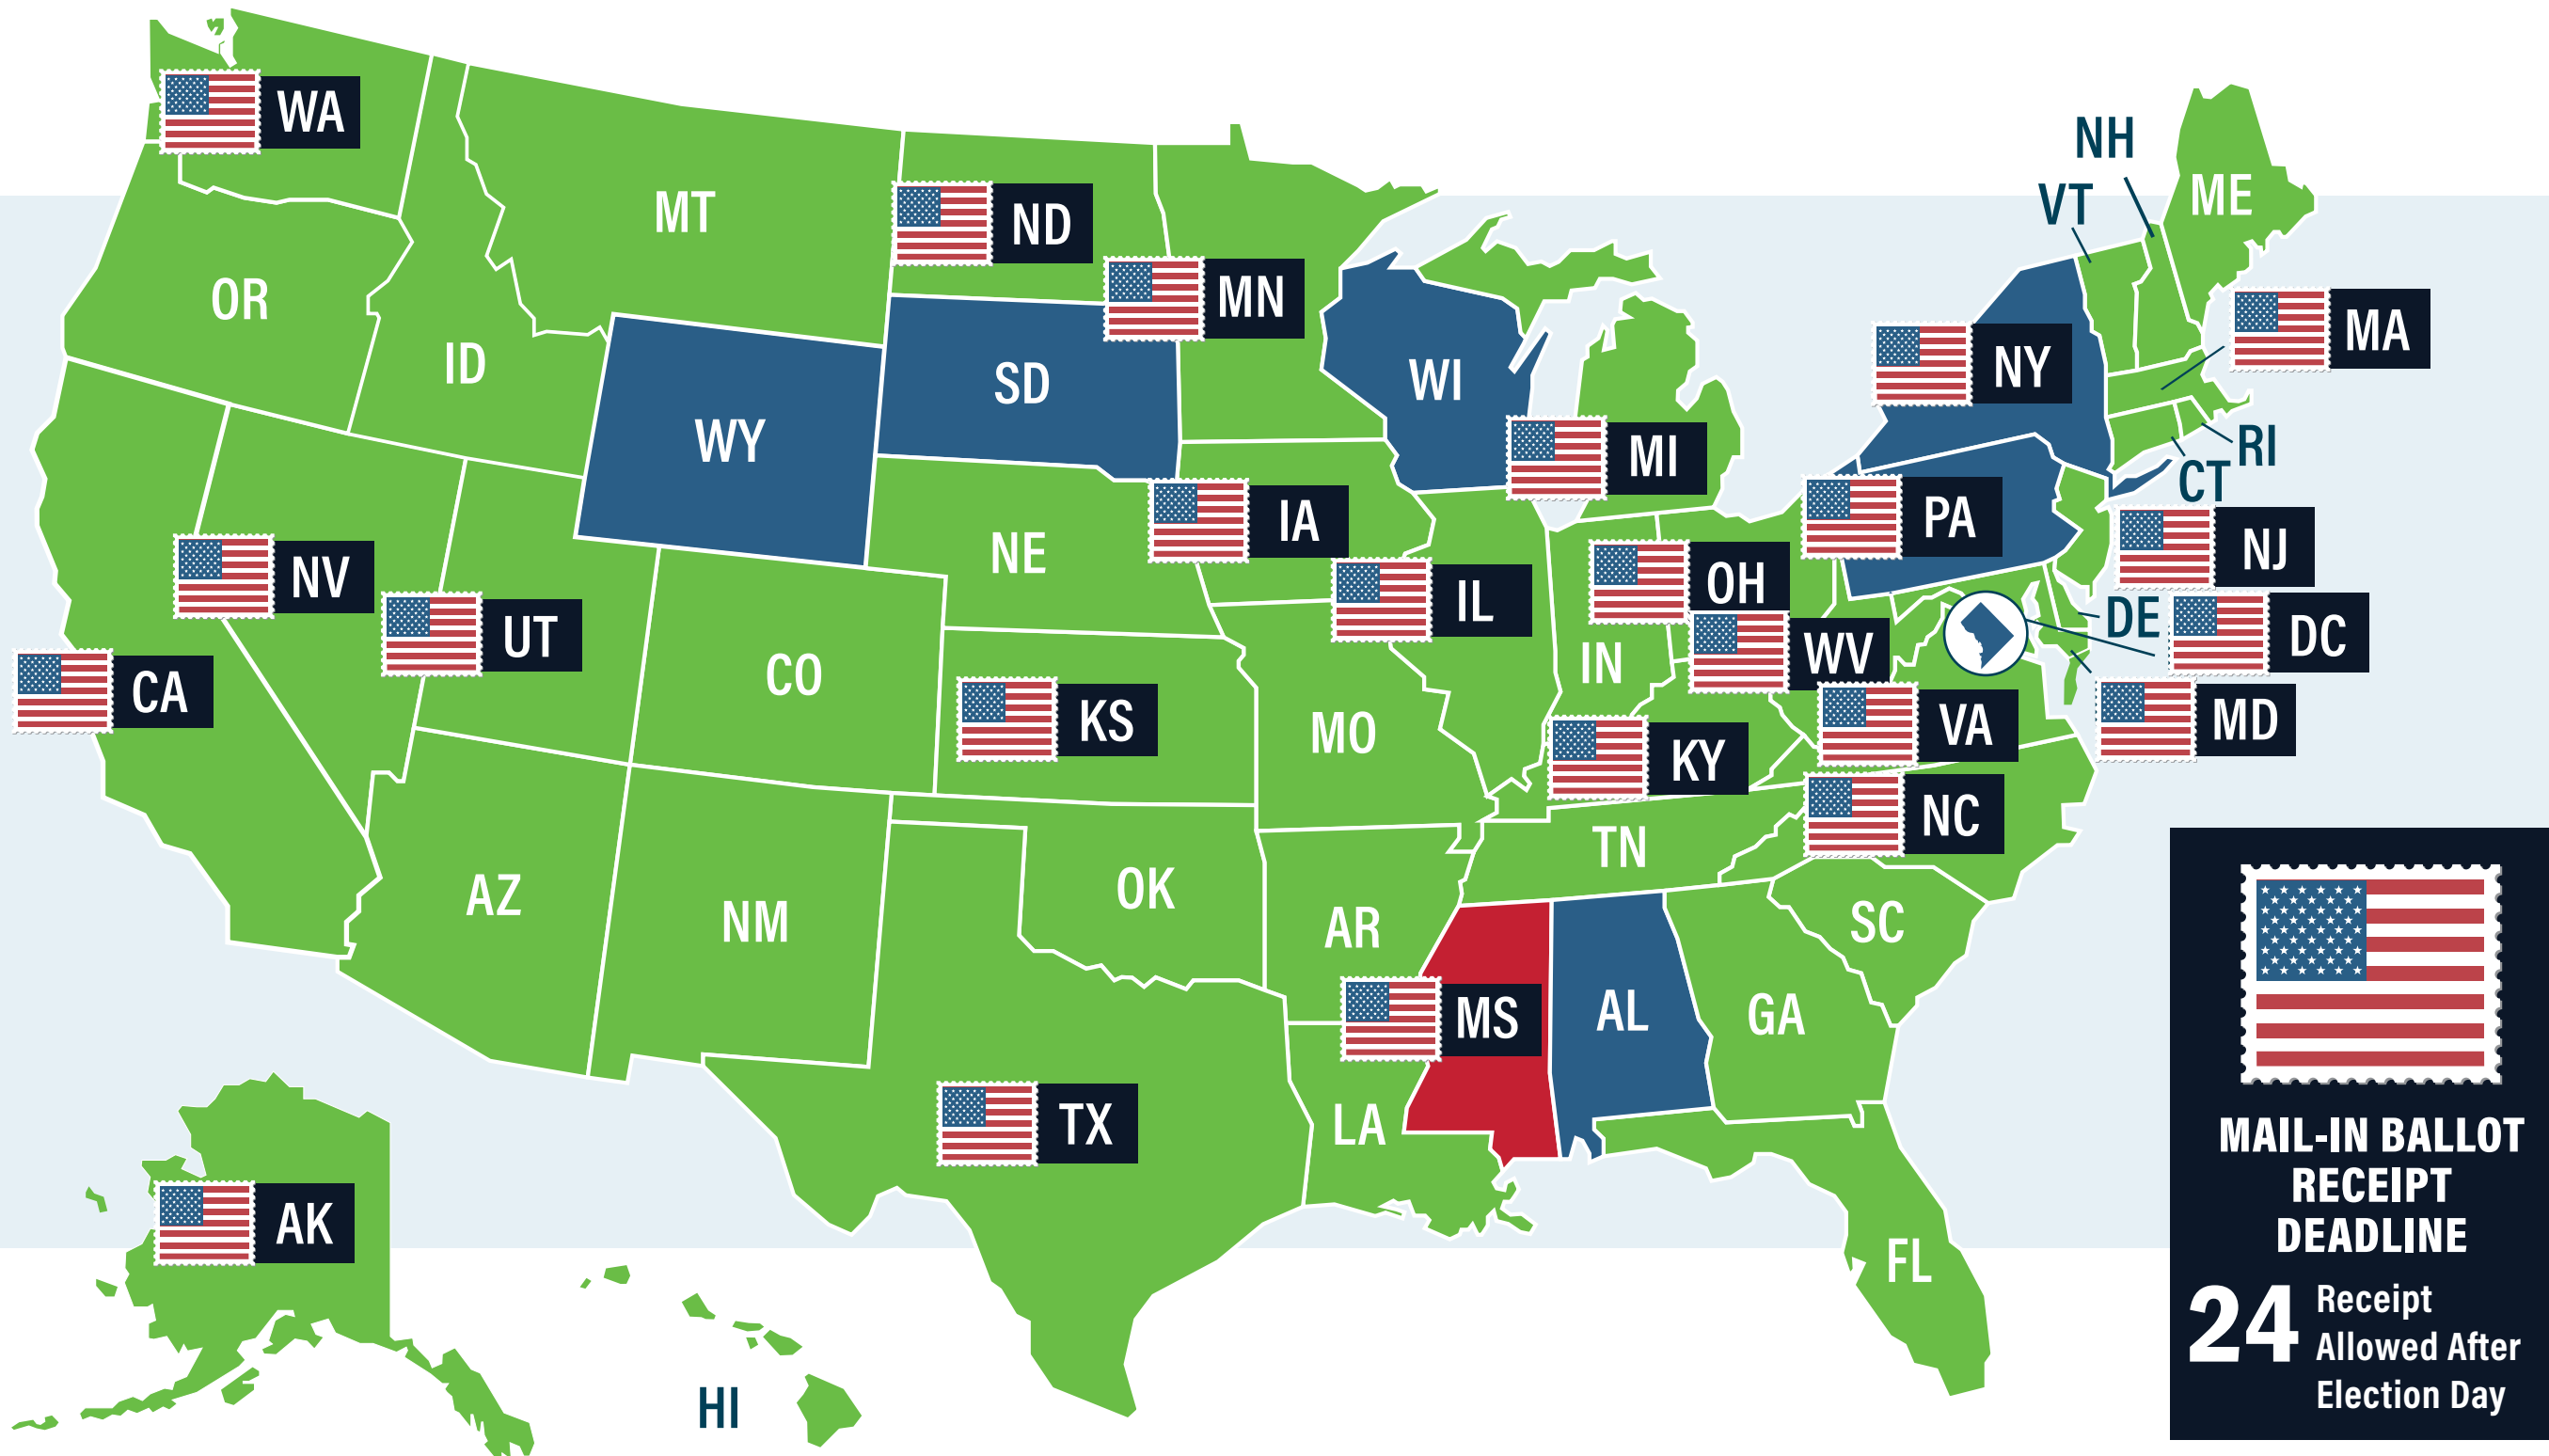 WA
NH
MT
ME
VT
ND
OR
MN
MA
ID
SD
WI
NY
WY
RI
MI
CT
IA
PA
NE
NJ
NV
OH
IL
DE
UT
DC
WV
IN
CO
CA
KS
MD
VA
MO
KY
NC
TN
OK
AZ
NM
AR
SC
MS
AL
GA
TX
LA
AK
FL
HI
MAIL-IN BALLOT
RECEIPT
DEADLINE
24 Receipt
Allowed After
Election Day